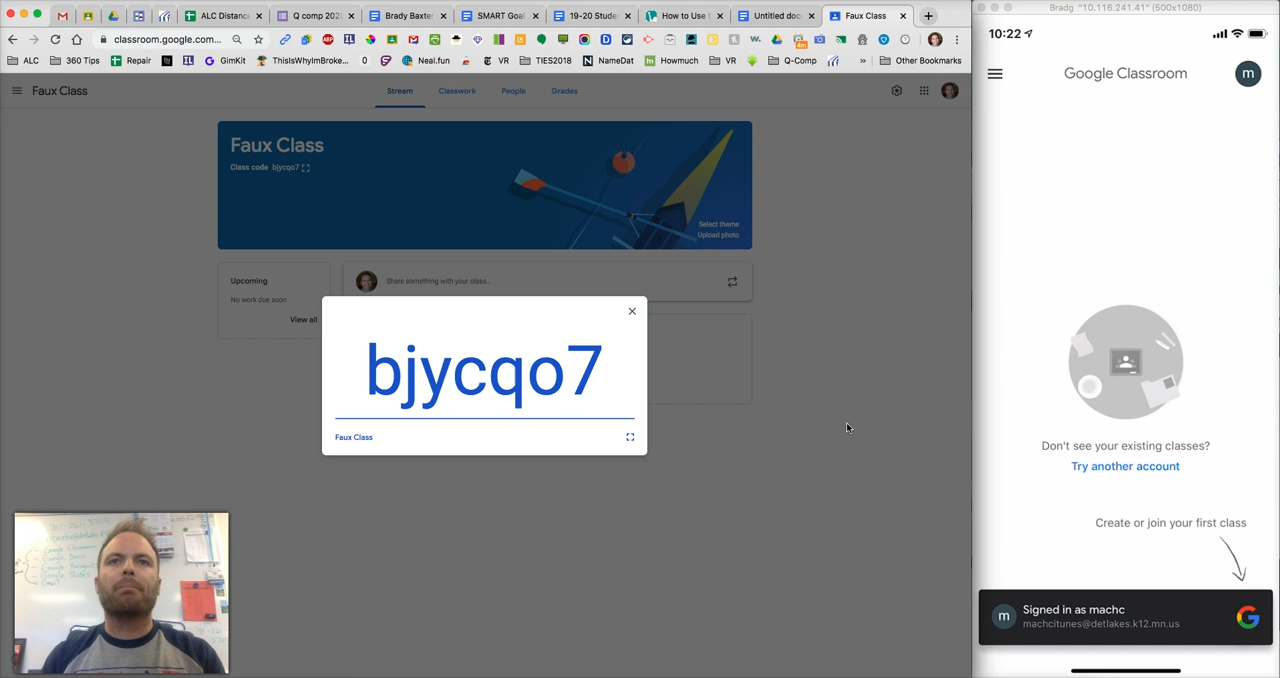 ALC Distanc
Q comp 202
Brady Baxte
SMART Goa
19-20 Stude
How to Use
Untitled doc
Faux Class
classroom.google.com...
ALC
360 Tips
Repair
GimKit
ThisIsWhyImBroke...
0
Neal.fun
VR
TIES2018
NameDat
Howmuch
VR
Q-Comp
»
Other Bookmarks
Faux Class
Stream
Classwork
People
Grades
Faux Class
Class code bjycqo7
Select theme
Upload photo
Upcoming
No work due soon
View all
Share something with your class...
bjycqo7
Faux Class
Bradg "10.116.241.41" (500x1080)
10:22
Google Classroom
m
Don't see your existing classes?
Try another account
Create or join your first class
m
Signed in as machc
machcitunes@detlakes.k12.mn.us